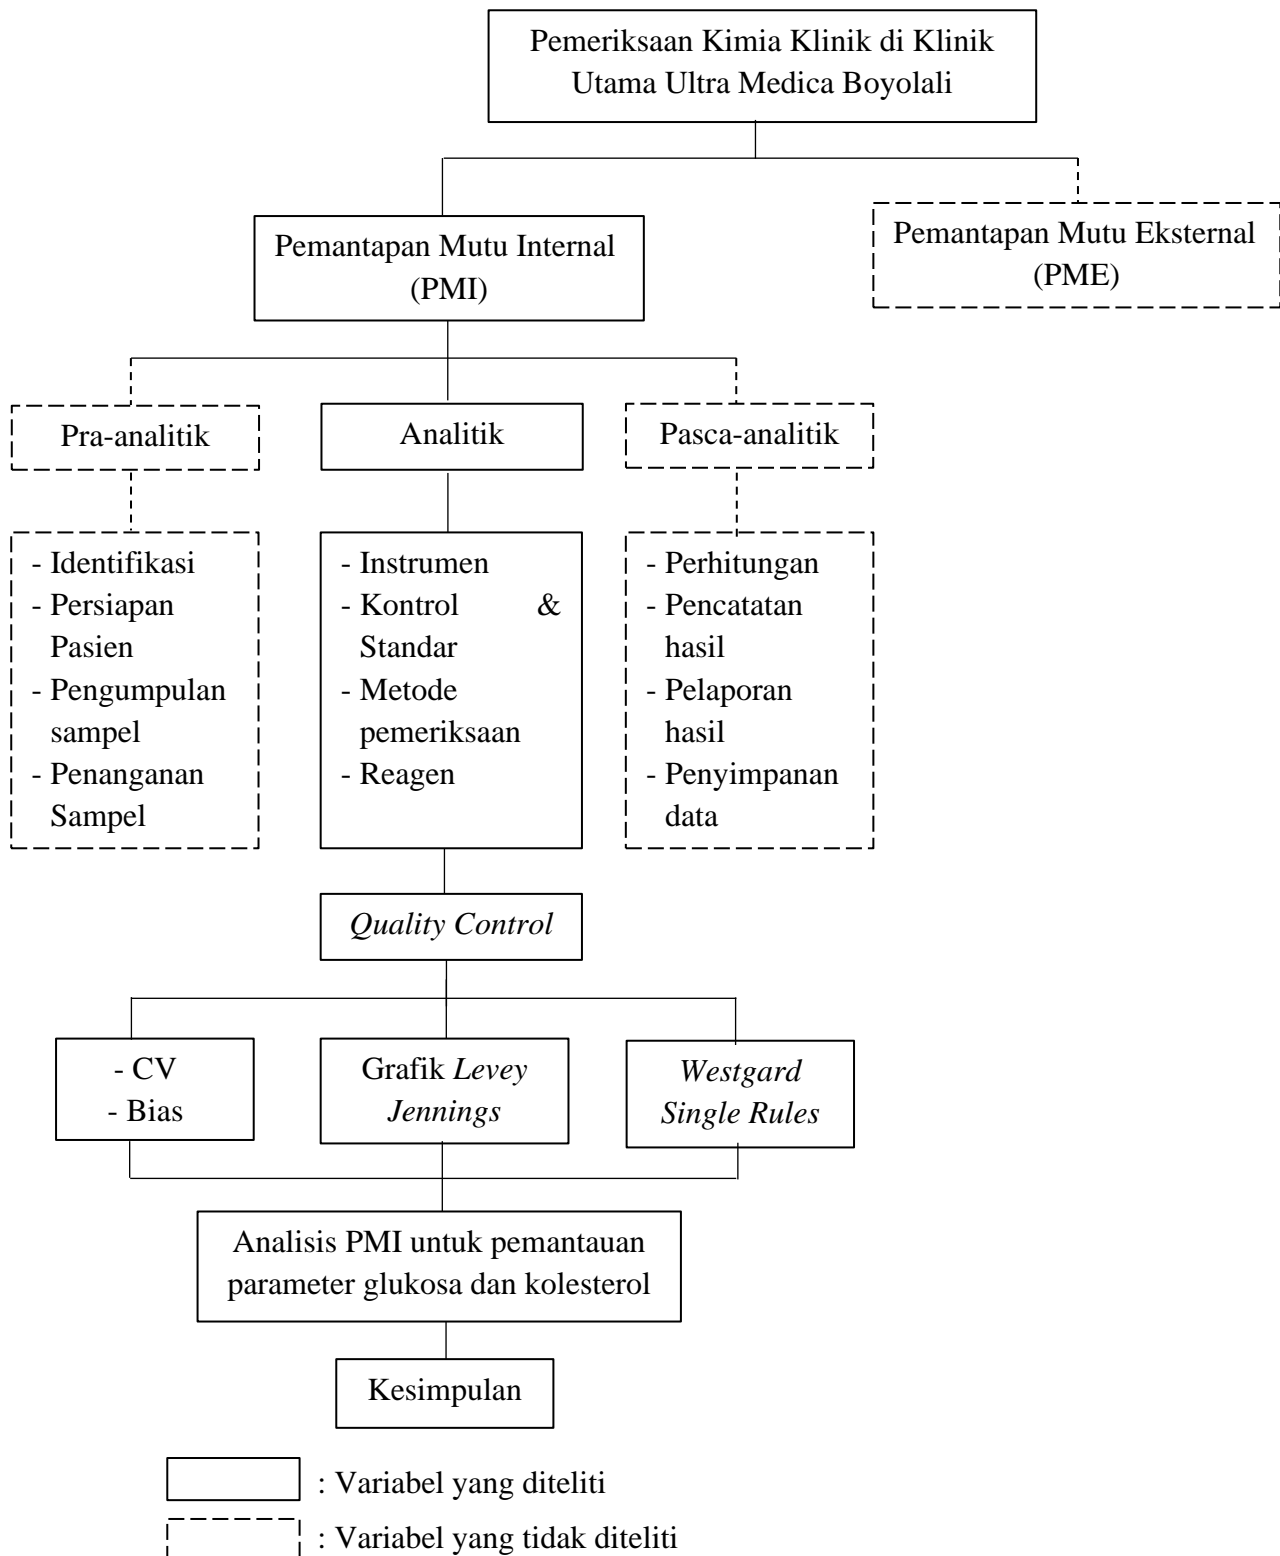 Pemeriksaan Kimia Klinik di Klinik
Utama Ultra Medica Boyolali
Pemantapan Mutu Internal
(PMI)
Pemantapan Mutu Eksternal
(PME)
Pra-analitik
Analitik
Pasca-analitik
- Identifikasi
- Persiapan
Pasien
- Pengumpulan
sampel
- Penanganan
Sampel
- Instrumen
- Kontrol &
Standar
- Metode
pemeriksaan
- Reagen
- Perhitungan
- Pencatatan
hasil
- Pelaporan
hasil
- Penyimpanan
data
Quality Control
- CV
- Bias
Grafik Levey
Jennings
Westgard
Single Rules
Analisis PMI untuk pemantauan
parameter glukosa dan kolesterol
Kesimpulan
: Variabel yang diteliti
: Variabel yang tidak diteliti